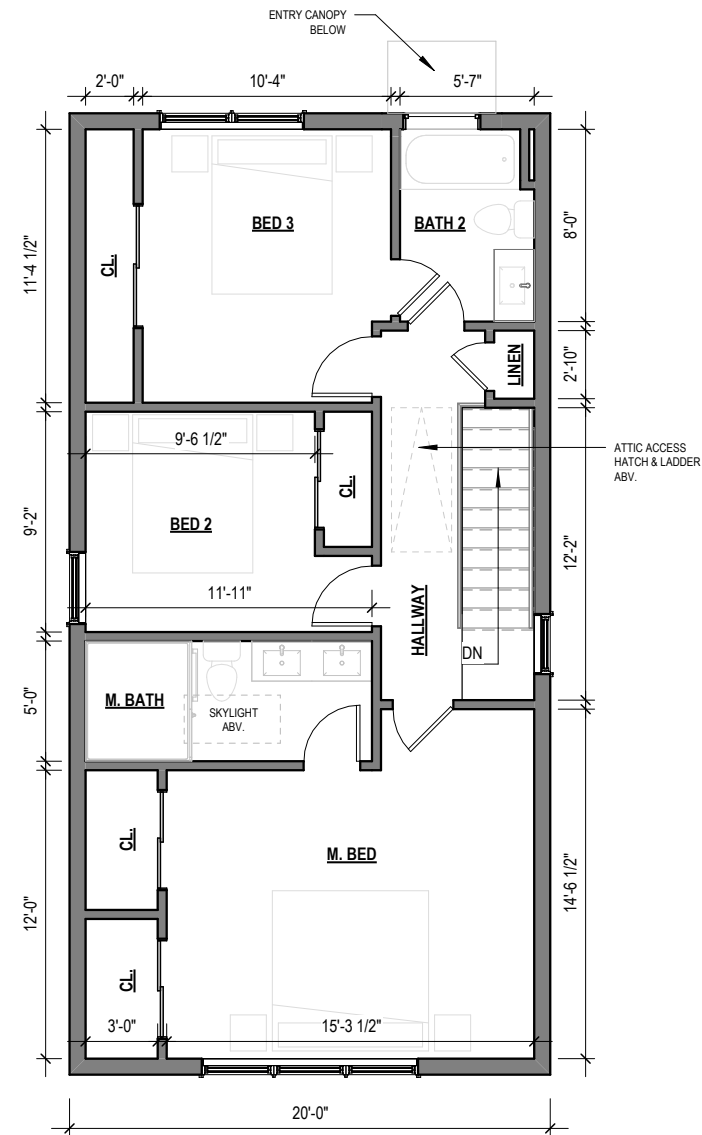 ENTRY CANOPY
BELOW
2'-0"
10'-4"
5'-7"
BED 3
BATH 2
CL.
11'-4 1/2"
8'-0"
LINEN
2'-10"
9'-6 1/2"
CL.
ATTIC ACCESS
HATCH & LADDER
ABV.
BED 2
9'-2"
12'-2"
11'-11"
HALLWAY
DN
M. BATH
SKYLIGHT
ABV.
5'-0"
CL.
M. BED
12'-0"
14'-6 1/2"
CL.
3'-0"
15'-3 1/2"
20'-0"